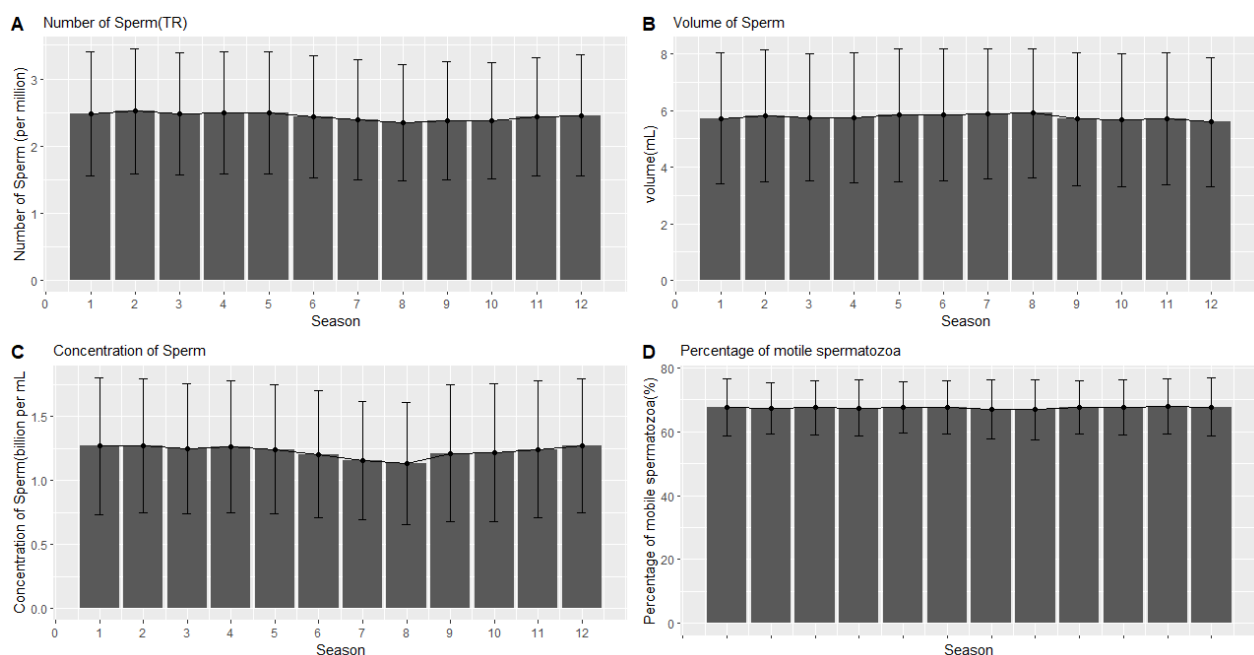 A Number of Sperm(TR)
Number of Sperm (per million)
3
2
1
0
0 1 2 3 4 5 6 7 8 9 10 11 12
Season
B Volume of Sperm
volume(mL)
8
6
4
2
0
0 1 2 3 4 5 6 7 8 9 10 11 12
Season
C Concentration of Sperm
Concentration of Sperm(billion per mL
1.5
1.0
0.5
0.0
0 1 2 3 4 5 6 7 8 9 10 11 12
Season
D Percentage of motile spermatozoa
Percentage of mobile spermatozoa(%)
80
60
40
20
0
Season